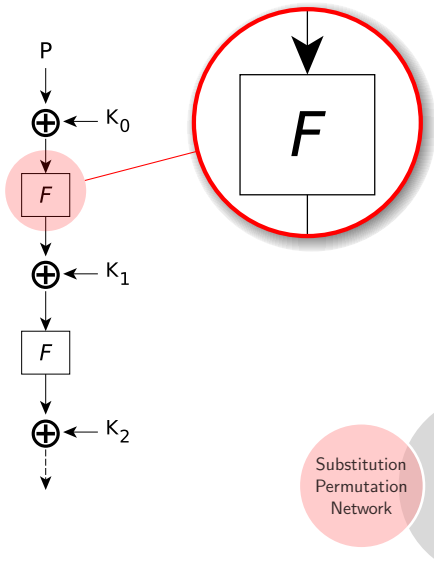 P
K0
F
K1
F
K2
F
Substitution
Permutation
Network